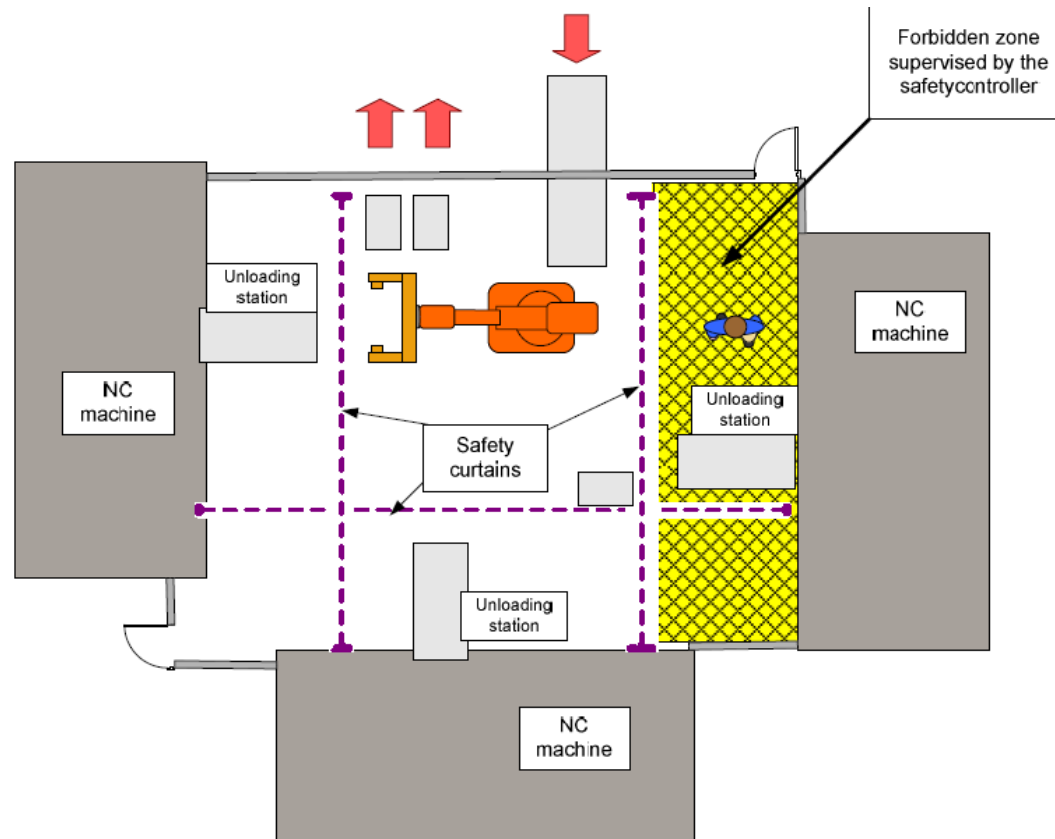 Forbidden zone
supervised by the
safetycontroller
Unloading
station
NC
machine
NC
machine
Unloading
station
Safety
curtains
Unloading
station
NC
machine